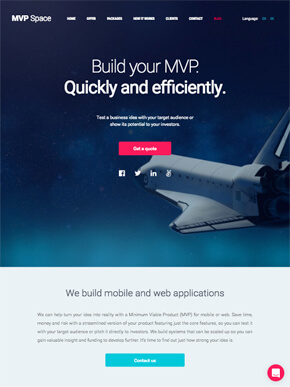 MVP Space
HOME OFFER PACKAGES HOW IT WORKS CLIENTS CONTACT BLOG Language
Build your MVP.
Quickly and efficiently.
Test a business idea with your target audience or
show its potential to your investors.
Get a quote
We build mobile and web applications
We can help turn your idea into reality with a Minimum Viable Product (MVP) for mobile or web. Save time,
money and risk with a streamlined version of your product featuring just the core features, so you can test it
with your target audience or pitch it directly to investors. We build systems that can be scaled up so you can
gain valuable insight and funding to develop further. It's time to find out just how strong your idea is.
Contact us